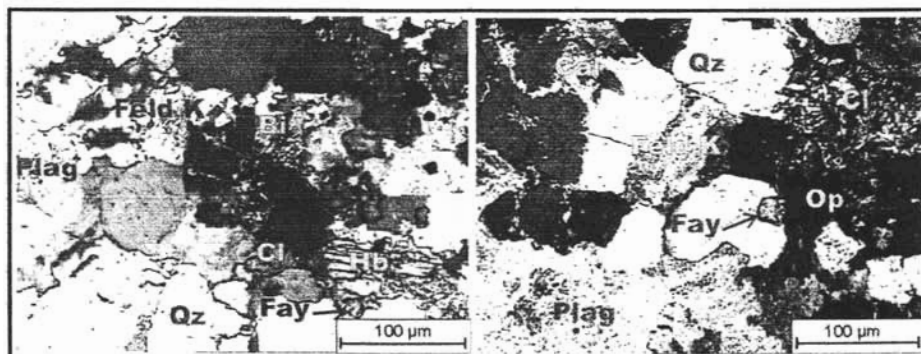 Feld K
Bi
Plag
Cl
Hb
Qz
Fay
100 µm
Qz
Cl
Fay
Op
Plag
100 µm